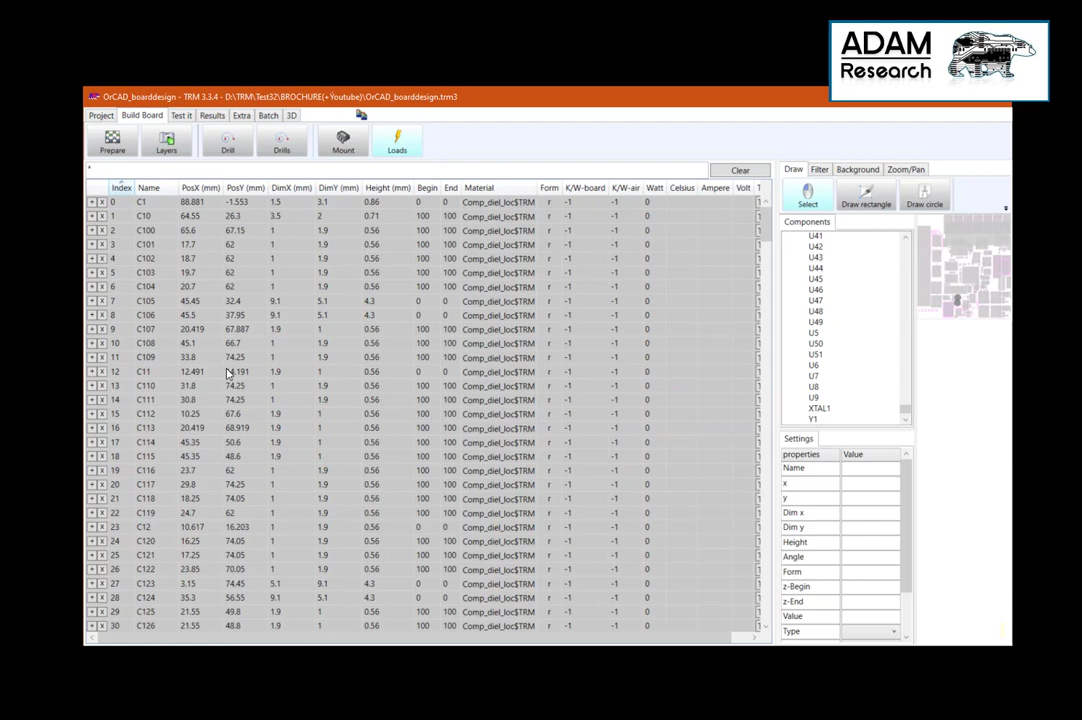 ADAM
Research
OrCAD_boarddesign - TRM 3.3.4 - D:\TRM\Test32\BROCHURE(+Youtube)\OrCAD_boarddesign.trm3
Project Build Board Test it Results Extra Batch 3D
Prepare Layers Drill Drills Mount Loads
* Clear
Index Name PosX (mm) PosY (mm) DimX (mm) DimY (mm) Height (mm) Begin End Material Form K/W-board K/W-air Watt Celsius Ampere Volt T
+ x 0 C1 88.881 -1.553 1.5 3.1 0.86 0 0 Comp_diel_loc$TRM r -1 -1 0
+ x 1 C10 64.55 26.3 3.5 2 0.71 100 100 Comp_diel_loc$TRM r -1 -1 0
+ x 2 C100 65.6 67.15 1 1.9 0.56 100 100 Comp_diel_loc$TRM r -1 -1 0
+ x 3 C101 17.7 62 1 1.9 0.56 100 100 Comp_diel_loc$TRM r -1 -1 0
+ x 4 C102 18.7 62 1 1.9 0.56 100 100 Comp_diel_loc$TRM r -1 -1 0
+ x 5 C103 19.7 62 1 1.9 0.56 100 100 Comp_diel_loc$TRM r -1 -1 0
+ x 6 C104 20.7 62 1 1.9 0.56 100 100 Comp_diel_loc$TRM r -1 -1 0
+ x 7 C105 45.45 32.4 9.1 5.1 4.3 0 0 Comp_diel_loc$TRM r -1 -1 0
+ x 8 C106 45.5 37.95 9.1 5.1 4.3 0 0 Comp_diel_loc$TRM r -1 -1 0
+ x 9 C107 20.419 67.887 1.9 1 0.56 100 100 Comp_diel_loc$TRM r -1 -1 0
+ x 10 C108 45.1 66.7 1 1.9 0.56 100 100 Comp_diel_loc$TRM r -1 -1 0
+ x 11 C109 33.8 74.25 1 1.9 0.56 100 100 Comp_diel_loc$TRM r -1 -1 0
+ x 12 C11 12.491 1.9 1 0.56 0 0 Comp_diel_loc$TRM r -1 -1 0
+ x 13 C110 31.8 74.25 1 1.9 0.56 100 100 Comp_diel_loc$TRM r -1 -1 0
+ x 14 C111 30.8 74.25 1 1.9 0.56 100 100 Comp_diel_loc$TRM r -1 -1 0
+ x 15 C112 10.25 67.6 1.9 1 0.56 100 100 Comp_diel_loc$TRM r -1 -1 0
+ x 16 C113 20.419 68.919 1.9 1 0.56 100 100 Comp_diel_loc$TRM r -1 -1 0
+ x 17 C114 45.35 50.6 1.9 1 0.56 100 100 Comp_diel_loc$TRM r -1 -1 0
+ x 18 C115 45.35 48.6 1.9 1 0.56 100 100 Comp_diel_loc$TRM r -1 -1 0
+ x 19 C116 23.7 62 1 1.9 0.56 100 100 Comp_diel_loc$TRM r -1 -1 0
+ x 20 C117 29.8 74.25 1 1.9 0.56 100 100 Comp_diel_loc$TRM r -1 -1 0
+ x 21 C118 18.25 74.05 1 1.9 0.56 100 100 Comp_diel_loc$TRM r -1 -1 0
+ x 22 C119 24.7 62 1 1.9 0.56 100 100 Comp_diel_loc$TRM r -1 -1 0
+ x 23 C12 10.617 16.203 1.9 1 0.56 0 0 Comp_diel_loc$TRM r -1 -1 0
+ x 24 C120 16.25 74.05 1 1.9 0.56 100 100 Comp_diel_loc$TRM r -1 -1 0
+ x 25 C121 17.25 74.05 1 1.9 0.56 100 100 Comp_diel_loc$TRM r -1 -1 0
+ x 26 C122 23.85 70.05 1 1.9 0.56 100 100 Comp_diel_loc$TRM r -1 -1 0
+ x 27 C123 3.15 74.45 5.1 9.1 4.3 0 0 Comp_diel_loc$TRM r -1 -1 0
+ x 28 C124 35.3 56.55 9.1 5.1 4.3 0 0 Comp_diel_loc$TRM r -1 -1 0
+ x 29 C125 21.55 49.8 1.9 1 0.56 100 100 Comp_diel_loc$TRM r -1 -1 0
+ x 30 C126 21.55 48.8 1.9 1 0.56 100 100 Comp_diel_loc$TRM r -1 -1 0
Draw Filter Background Zoom/Pan
Select Draw rectangle Draw circle
Components
U41
U42
U43
U44
U45
U46
U47
U48
U49
U5
U50
U51
U6
U7
U8
U9
XTAL1
Y1
Settings
properties Value
Name
x
y
Dim x
Dim y
Height
Angle
Form
z-Begin
z-End
Value
Type